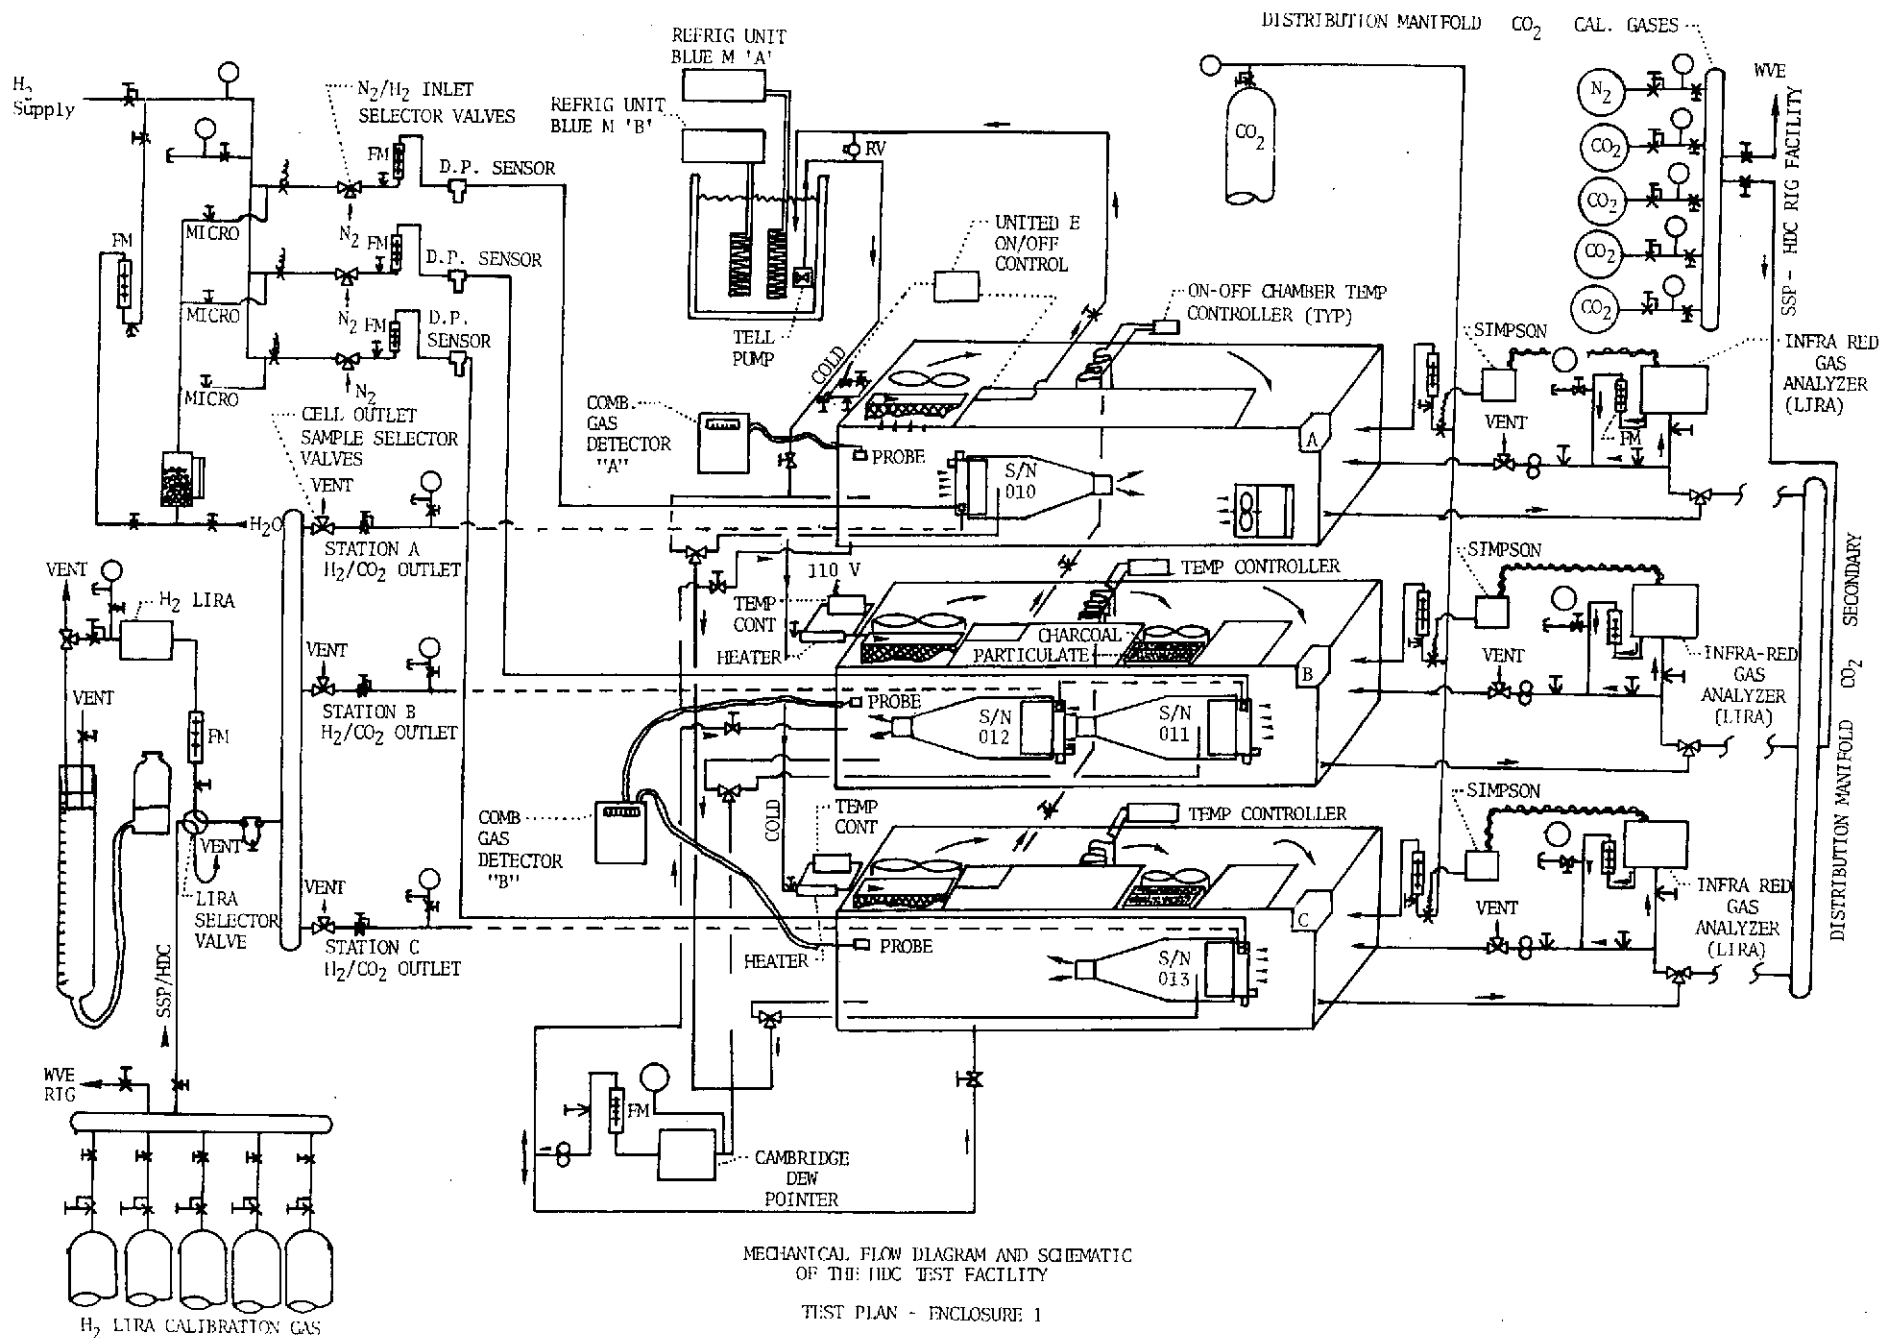 DISTRIBUTION MANIFOLD CO2 CAL. GASES
REFRIG UNIT
BLUE M 'A'
REFRIG UNIT
BLUE M 'B'
H2
Supply
N2/H2 INLET
SELECTOR VALVES
FM
D.P. SENSOR
MICRO
N2
FM
D.P. SENSOR
MICRO
N2
FM
D.P.
SENSOR
MICRO
N2
FM
RV
UNITED E
ON/OFF
CONTROL
TELL
PUMP
COLD
ON-OFF CHAMBER TEMP
CONTROLLER (TYP)
CO2
N2
CO2
CO2
CO2
CO2
WVE
SSP - HDC RIG FACILITY
SIMPSON
INFRA RED
GAS
ANALYZER
(LIRA)
VENT
FM
CELL OUTLET
SAMPLE SELECTOR
VALVES
VENT
COMB.
GAS
DETECTOR
"A"
PROBE
A
S/N
010
H2O
STATION A
H2/CO2 OUTLET
VENT
H2 LIRA
110 V
TEMP
CONT
HEATER
TEMP CONTROLLER
CHARCOAL
PARTICULATE
B
SIMPSON
VENT
INFRA-RED
GAS
ANALYZER
(LIRA)
DISTRIBUTION MANIFOLD CO2 SECONDARY
VENT
STATION B
H2/CO2 OUTLET
VENT
FM
PROBE
S/N
012
S/N
011
COMB
GAS
DETECTOR
"B"
COLD
TEMP
CONT
TEMP CONTROLLER
SIMPSON
VENT
LIRA
SELECTOR
VALVE
VENT
STATION C
H2/CO2 OUTLET
HEATER
PROBE
C
S/N
013
VENT
INFRA RED
GAS
ANALYZER
(LIRA)
SSP/HDC
WVE
RIG
FM
CAMBRIDGE
DEW
POINTER
H2 LIRA CALIBRATION GAS
MECHANICAL FLOW DIAGRAM AND SCHEMATIC
OF THE HDC TEST FACILITY
TEST PLAN - ENCLOSURE 1